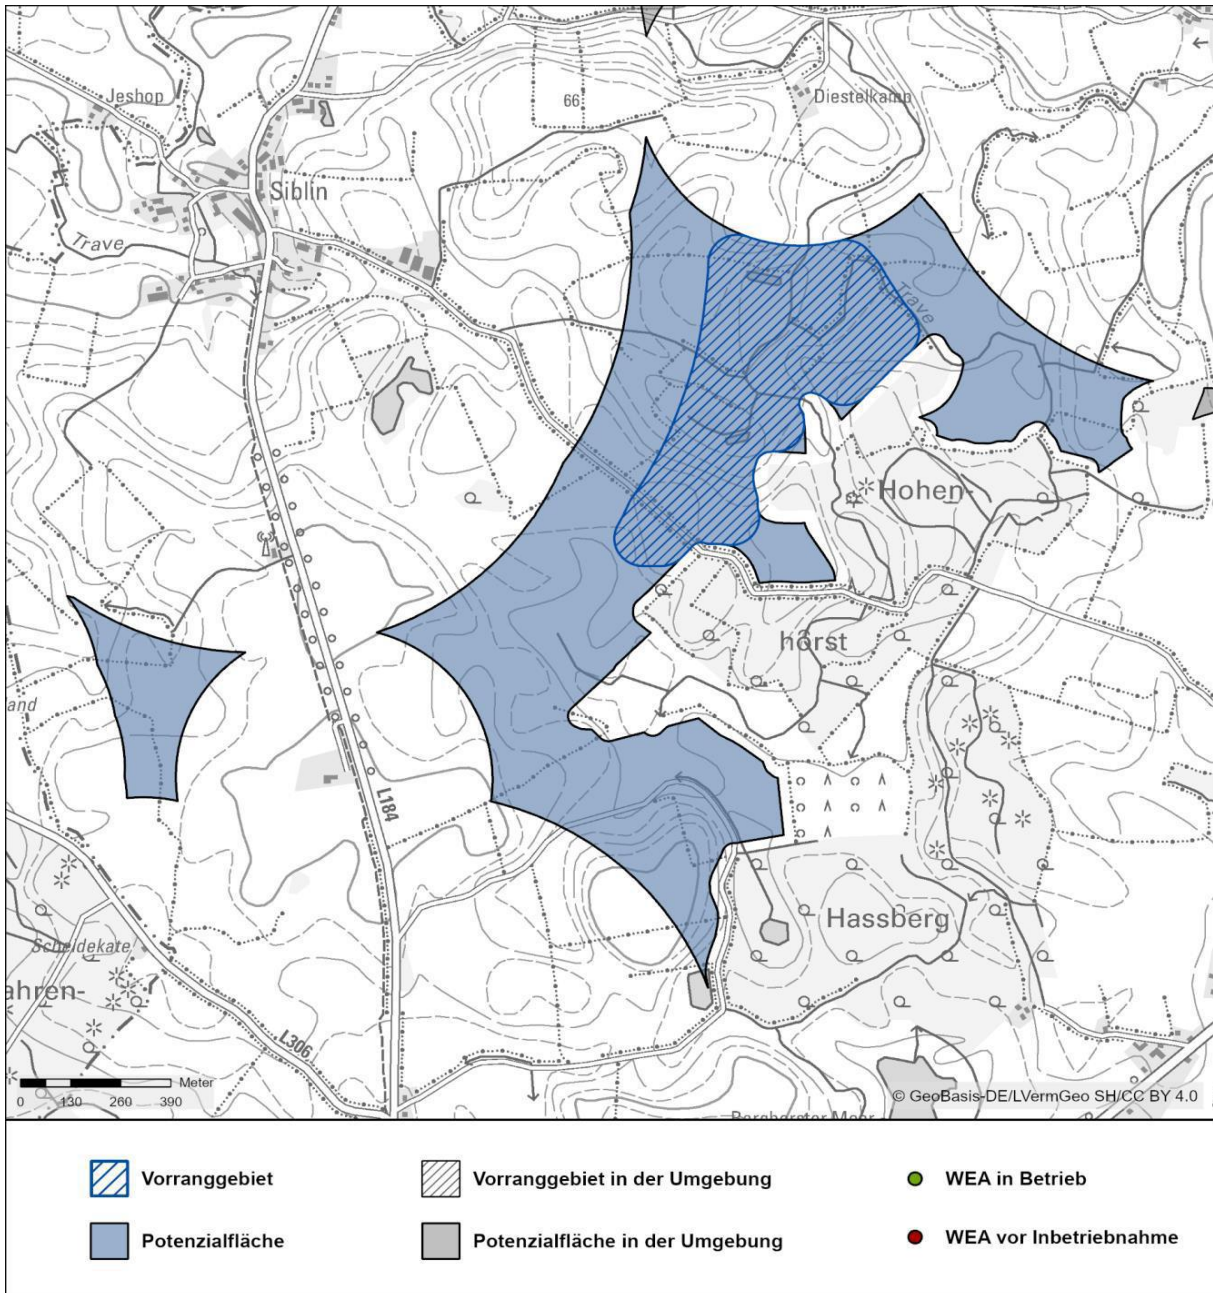 Jeshop
66
Diestelkamp
Siblin
Trave
Trave
Hohen-
hörst
and
L184
Hassberg
Scheidekate
ahren-
L306
Meter
0 130 260 390
© GeoBasis-DE/LVermGeo SH/CC BY 4.0
Vorranggebiet
Vorranggebiet in der Umgebung
WEA in Betrieb
Potenzialfläche
Potenzialfläche in der Umgebung
WEA vor Inbetriebnahme